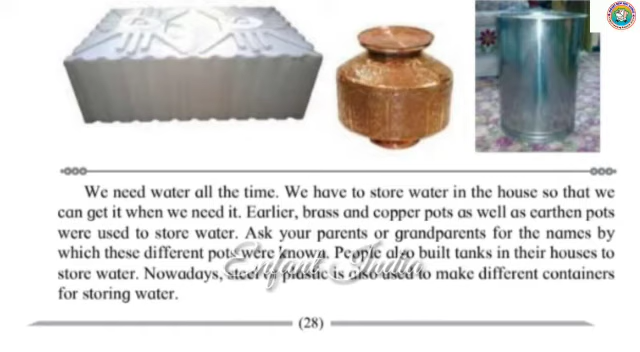 We need water all the time. We have to store water in the house so that we
can get it when we need it. Earlier, brass and copper pots as well as earthen pots
were used to store water. Ask your parents or grandparents for the names by
which these different pots were known. People also built tanks in their houses to
store water. Nowadays, steel or plastic is also used to make different containers
for storing water.
Enfant India
(28)